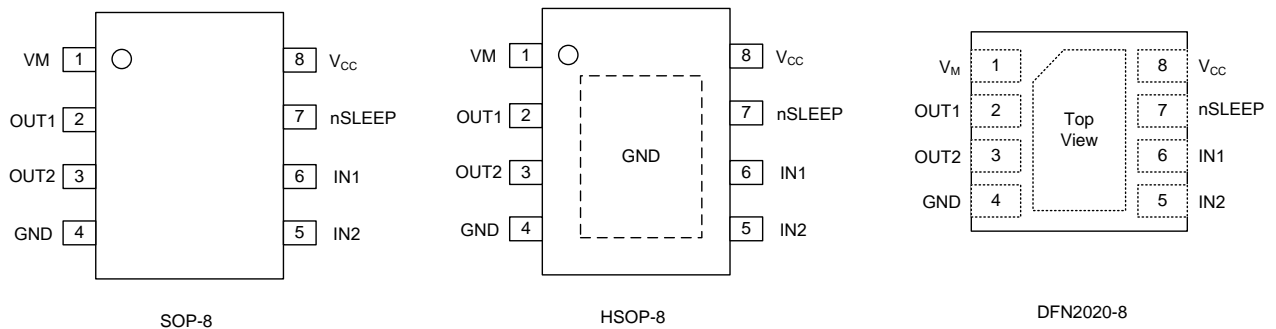 VM 1 8 VCC
OUT1 2 7 nSLEEP
OUT2 3 6 IN1
GND 4 5 IN2
SOP-8
VM 1 8 VCC
OUT1 2 7 nSLEEP
GND
OUT2 3 6 IN1
GND 4 5 IN2
HSOP-8
VM 1 8 VCC
OUT1 2 7 nSLEEP
Top
View
OUT2 3 6 IN1
GND 4 5 IN2
DFN2020-8